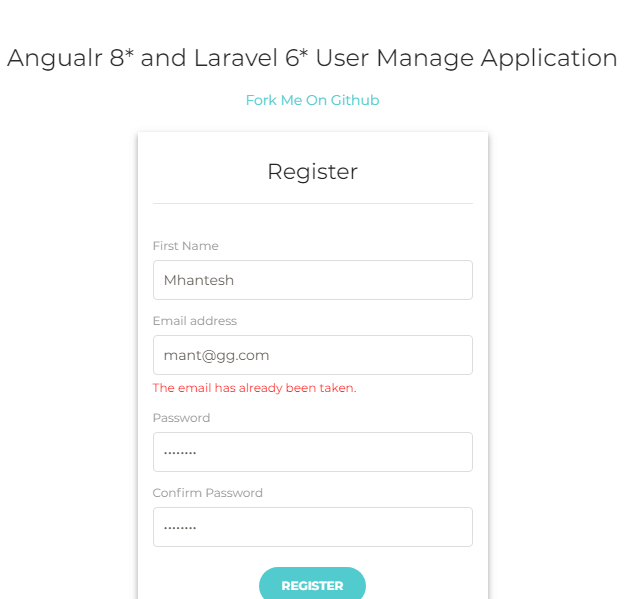 Angualr 8* and Laravel 6* User Manage Application
Fork Me On Github
Register
First Name
Mhantesh
Email address
mant@gg.com
The email has already been taken.
Password
········
Confirm Password
········
REGISTER